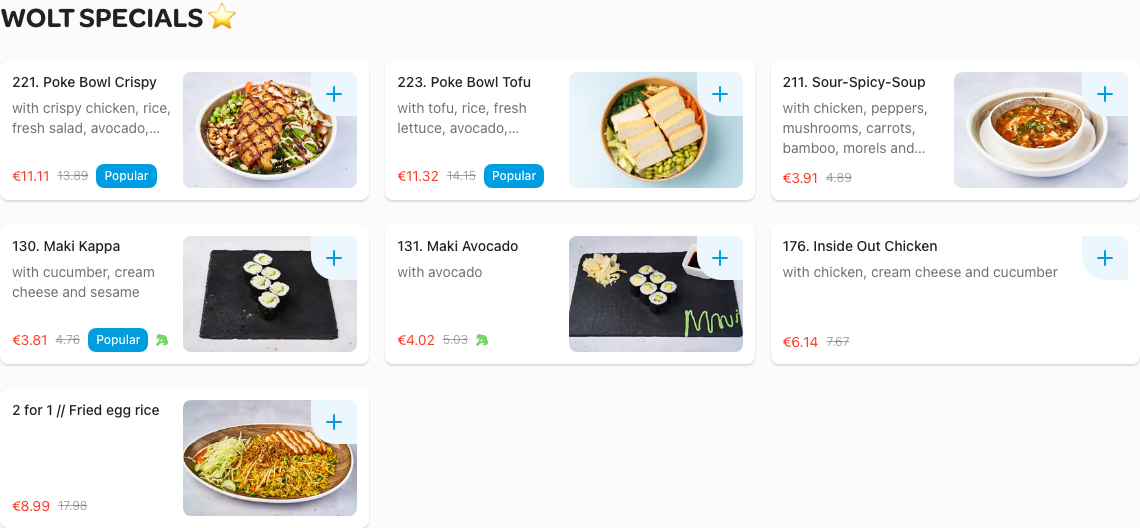 WOLT SPECIALS ⭐
221. Poke Bowl Crispy
with crispy chicken, rice,
fresh salad, avocado,...
€11.11 13.89 Popular
223. Poke Bowl Tofu
with tofu, rice, fresh
lettuce, avocado,...
€11.32 14.15 Popular
211. Sour-Spicy-Soup
with chicken, peppers,
mushrooms, carrots,
bamboo, morels and...
€3.91 4.89
130. Maki Kappa
with cucumber, cream
cheese and sesame
€3.81 4.76 Popular
131. Maki Avocado
with avocado
€4.02 5.03
176. Inside Out Chicken
with chicken, cream cheese and cucumber
€6.14 7.67
2 for 1 // Fried egg rice
€8.99 17.98